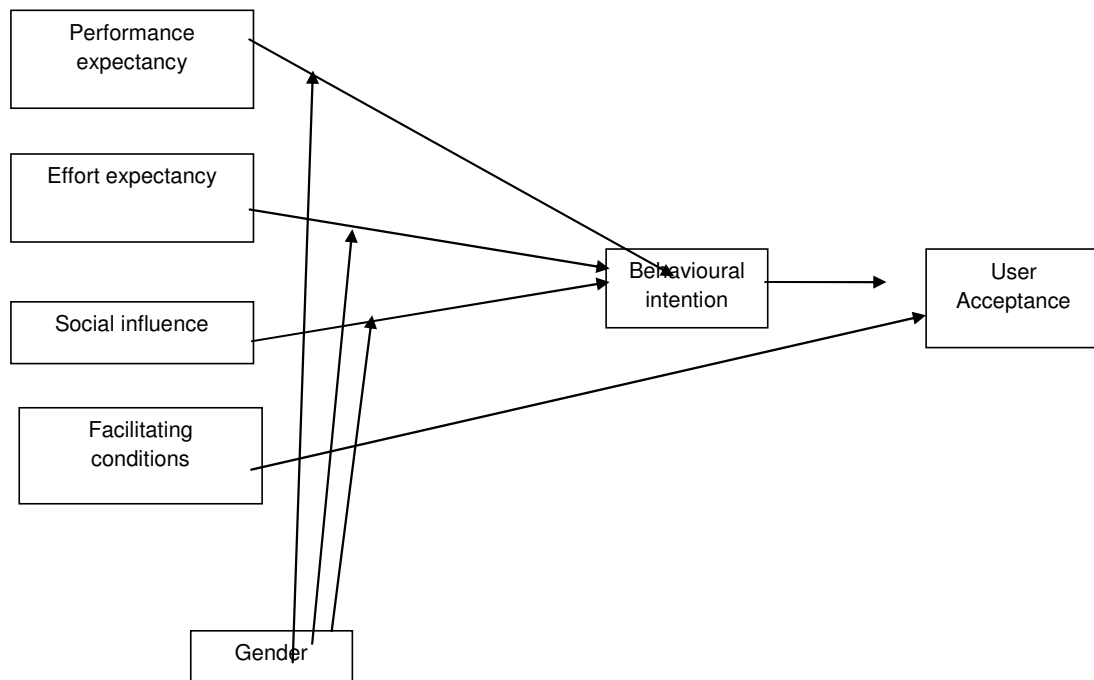 Performance
expectancy
Effort expectancy
Social influence
Facilitating
conditions
Behavioural
intention
User
Acceptance
Gender